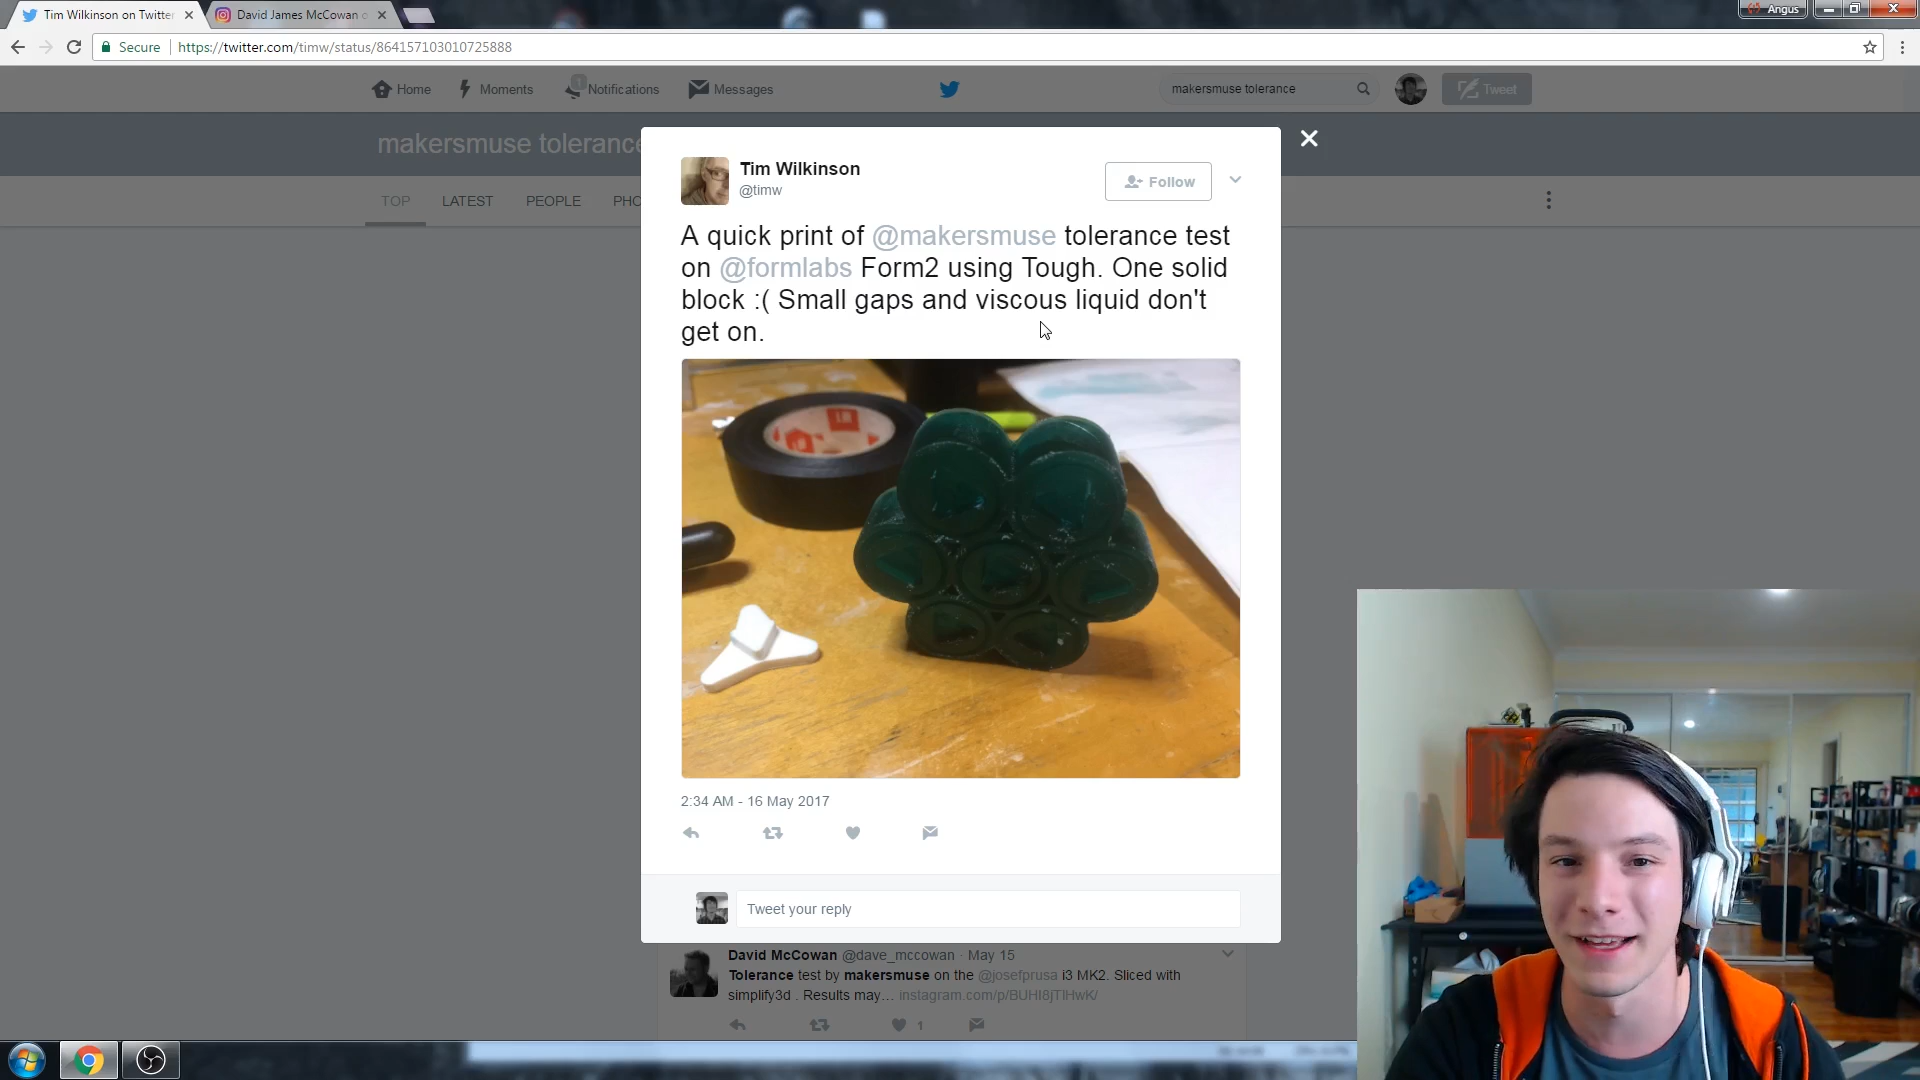 Tim Wilkinson on Twitter
David James McCowan o
Angus
Secure
https://twitter.com/timw/status/864157103010725888
Home
Moments
1
Notifications
Messages
makersmuse tolerance
Tweet
makersmuse tolerance
TOP
LATEST
PEOPLE
PHO
Tim Wilkinson
@timw
Follow
A quick print of @makersmuse tolerance test
on @formlabs Form2 using Tough. One solid
block :( Small gaps and viscous liquid don't
get on.
2:34 AM - 16 May 2017
Tweet your reply
David McCowan @dave_mccowan · May 15
Tolerance test by makersmuse on the @josefprusa i3 MK2. Sliced with
simplify3d . Results may…
1